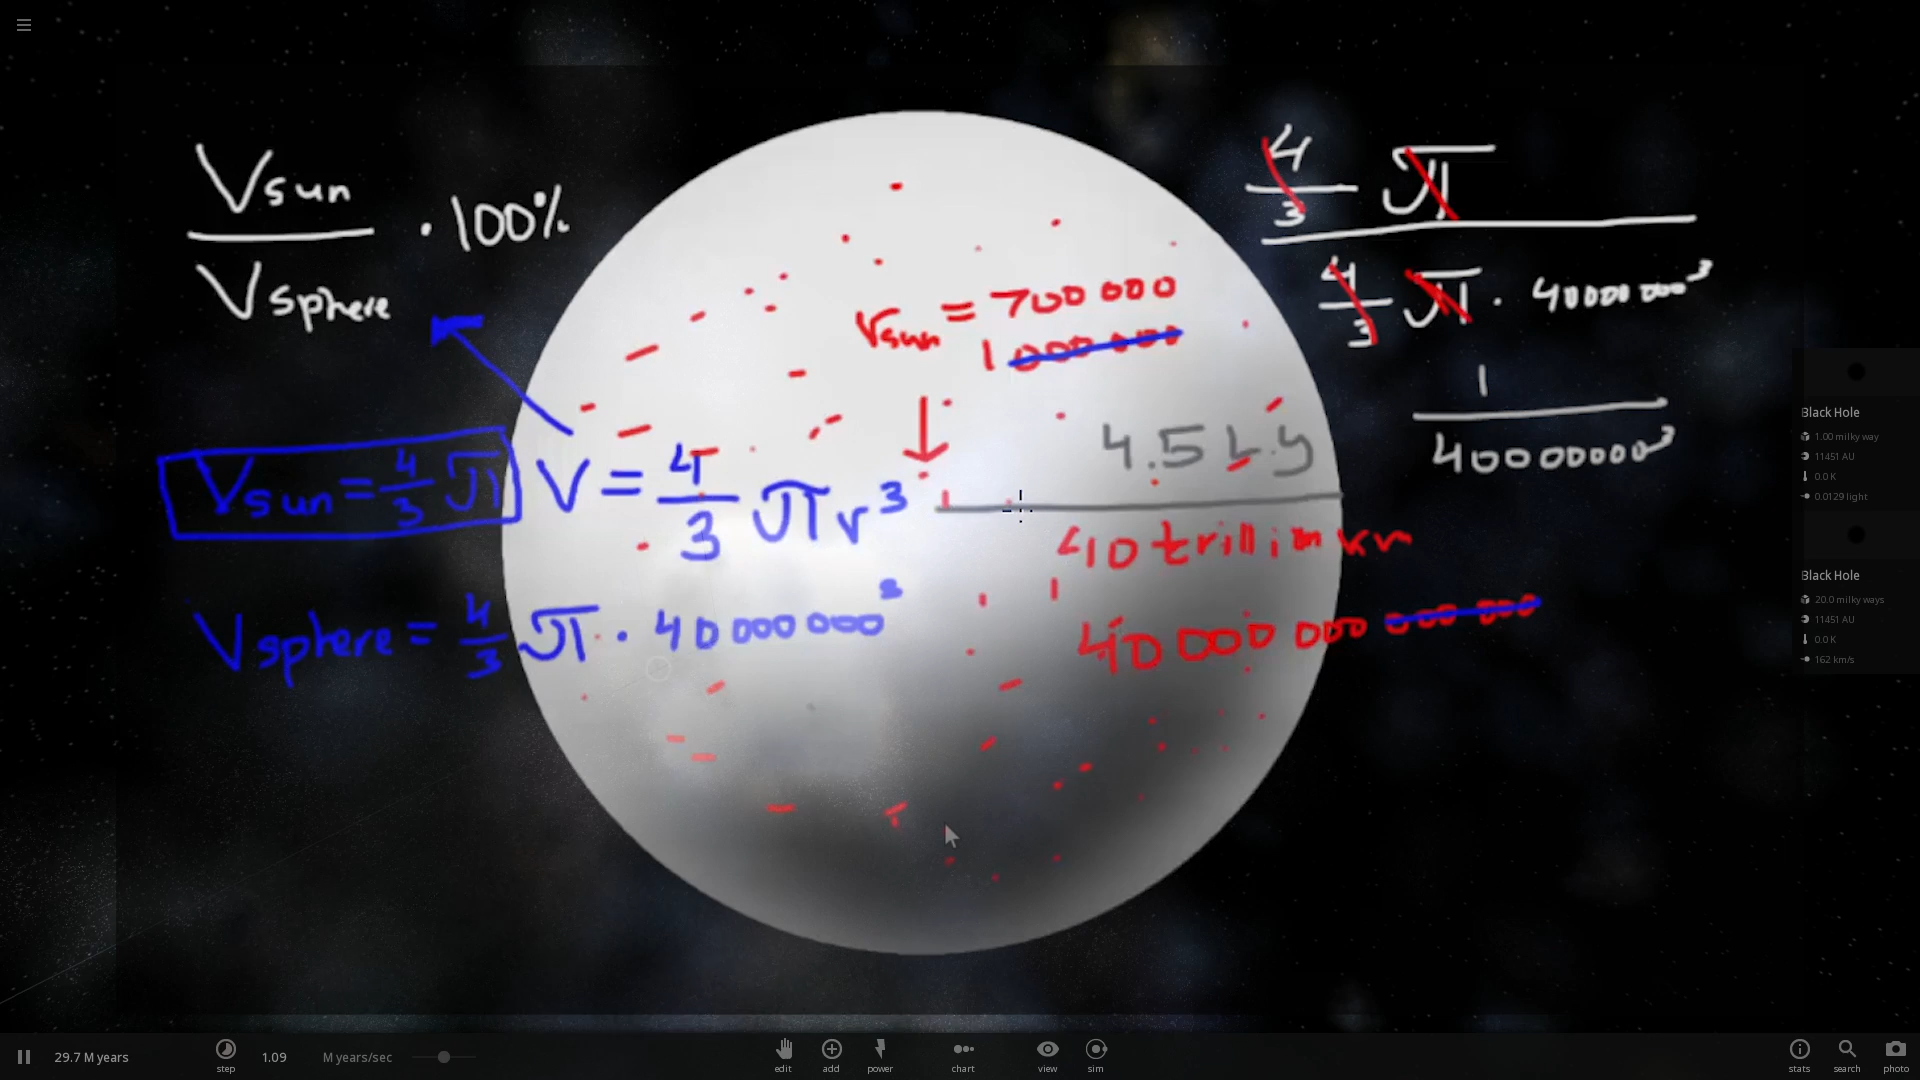 Vsun
Vsphere
· 100%
rsun = 700 000
1 000 000
4.5 Ly
40 trillion km
40 000 000 000 000
Vsun = 4/3 π
V = 4/3 π r³
Vsphere = 4/3 π · 40 000 000³
4/3 π
4/3 π · 40000000³
1
40000000³
Black Hole
1.00 milky way
11451 AU
0.0 K
0.0129 light
Black Hole
20.0 milky ways
11451 AU
0.0 K
162 km/s
29.7 M years
step
1.09
M years/sec
edit
add
power
chart
view
sim
stats
search
photo